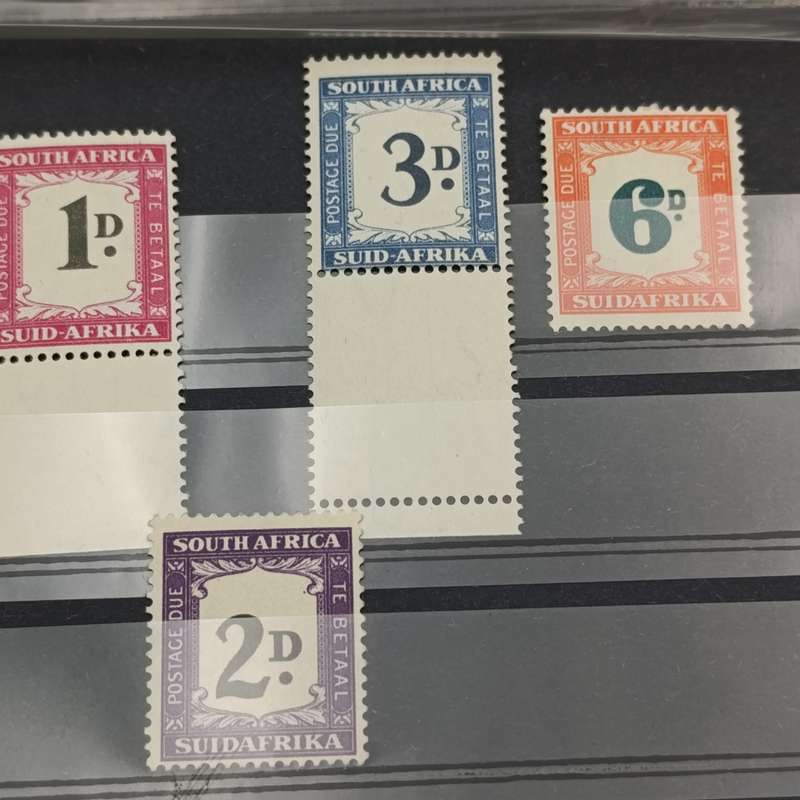 SOUTH AFRICA
POSTAGE DUE
1D.
TE BETAAL
SUID-AFRIKA
SOUTH AFRICA
POSTAGE DUE
3D.
TE BETAAL
SUID-AFRIKA
SOUTH AFRICA
POSTAGE DUE
6D.
TE BETAAL
SUIDAFRIKA
SOUTH AFRICA
POSTAGE DUE
2D.
TE BETAAL
SUIDAFRIKA